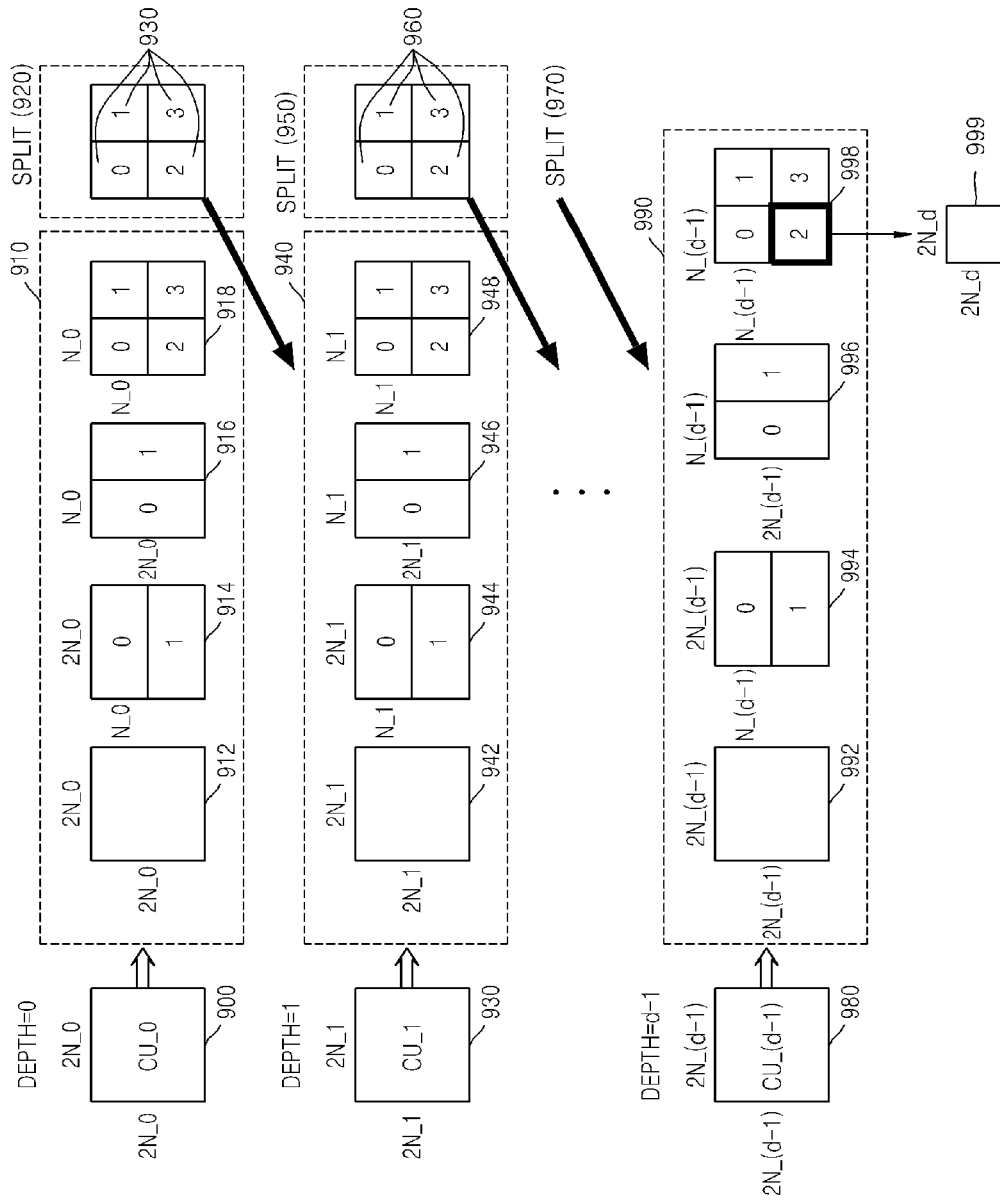 DEPTH=0
2N_0
2N_0
CU_0
900
910
2N_0
2N_0
912
2N_0
N_0
0
1
914
N_0
2N_0
0
1
916
N_0
N_0
0
1
2
3
918
SPLIT (920)
0
1
2
3
930
DEPTH=1
2N_1
2N_1
CU_1
930
940
2N_1
2N_1
942
2N_1
N_1
0
1
944
N_1
2N_1
0
1
946
N_1
N_1
0
1
2
3
948
SPLIT (950)
0
1
2
3
960
SPLIT (970)
DEPTH=d-1
2N_(d-1)
2N_(d-1)
CU_(d-1)
980
990
2N_(d-1)
2N_(d-1)
992
2N_(d-1)
N_(d-1)
0
1
994
N_(d-1)
2N_(d-1)
0
1
996
N_(d-1)
N_(d-1)
0
1
2
3
998
2N_d
2N_d
999